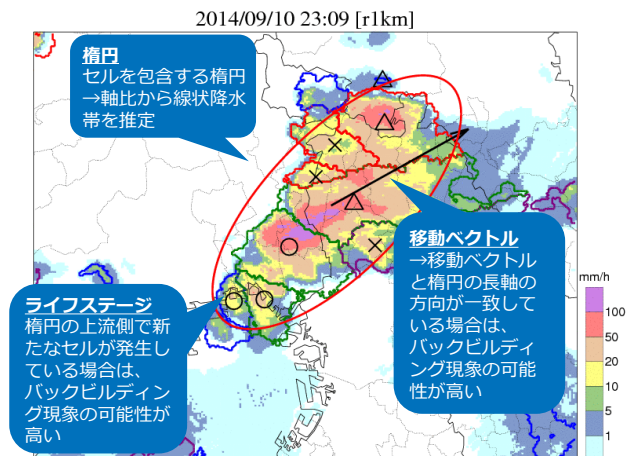 2014/09/10 23:09 [r1km]
楕円
セルを包含する楕円
→軸比から線状降水
帯を推定
移動ベクトル
→移動ベクトル
と楕円の長軸の
方向が一致して
いる場合は、
バックビルディ
ング現象の可能
性が高い
ライフステージ
楕円の上流側で新
たなセルが発生し
ている場合は、
バックビルディン
グ現象の可能性が
高い
mm/h
100
50
20
10
5
1